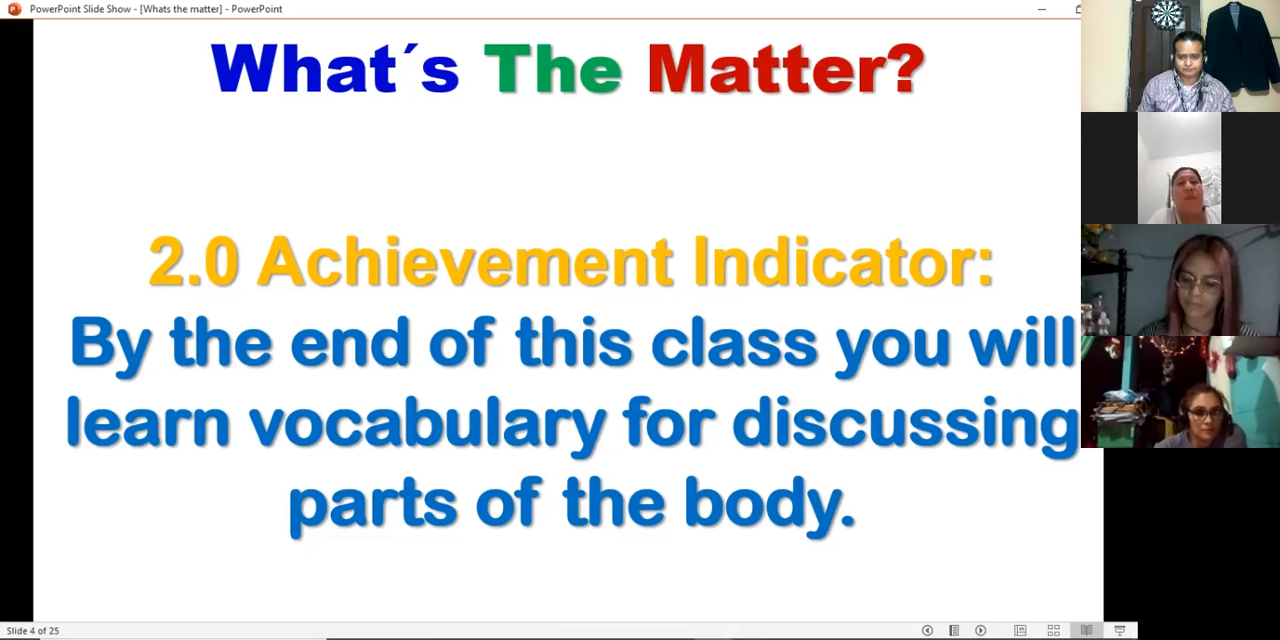 PowerPoint Slide Show - [Whats the matter] - PowerPoint
What´s The Matter?
2.0 Achievement Indicator:
By the end of this class you will
learn vocabulary for discussing
parts of the body.
Slide 4 of 25